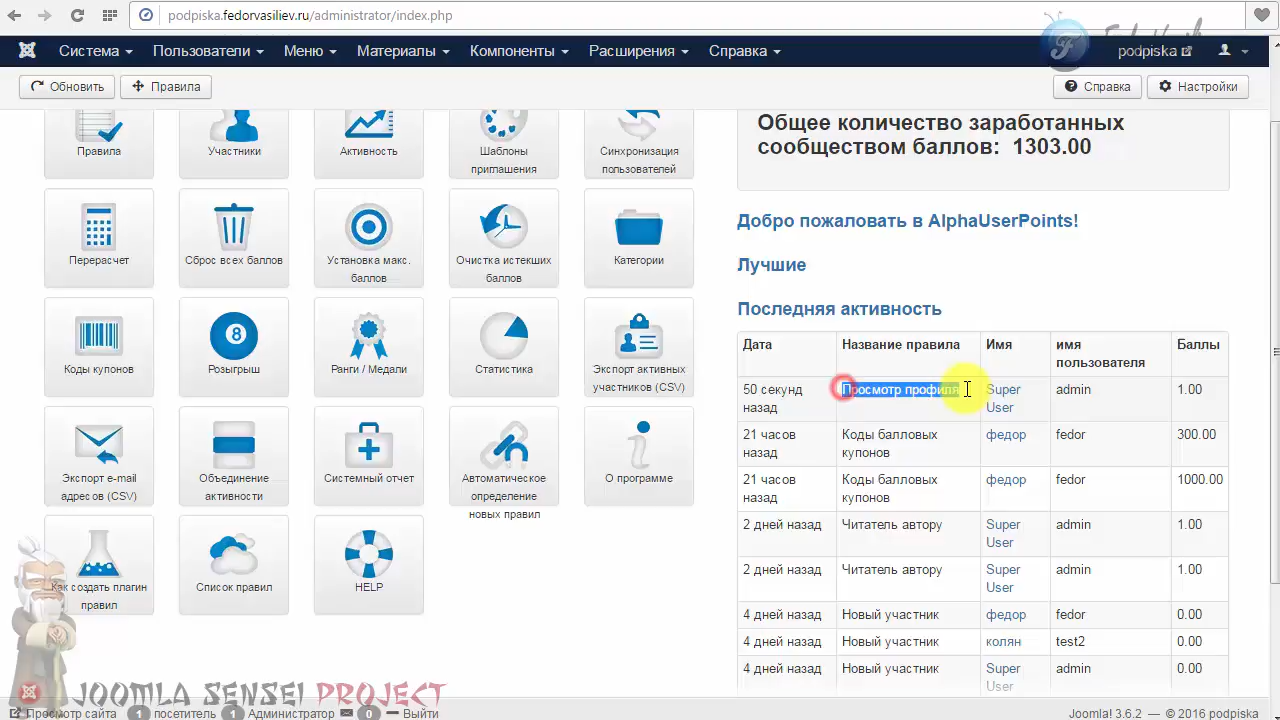 podpiska.fedorvasiliev.ru/administrator/index.php
Система
Пользователи
Меню
Материалы
Компоненты
Расширения
Справка
podpiska
Обновить
Правила
Справка
Настройки
Правила
Участники
Активность
Шаблоны
приглашения
Синхронизация
пользователей
Перерасчет
Сброс всех баллов
Установка макс.
баллов
Очистка истекших
баллов
Категории
Коды купонов
8
Розыгрыш
Ранги / Медали
Статистика
Экспорт активных
участников (CSV)
Экспорт e-mail
адресов (CSV)
Объединение
активности
Системный отчет
Автоматическое
определение
новых правил
О программе
Как создать плагин
правил
Список правил
HELP
Общее количество заработанных
сообществом баллов: 1303.00
Добро пожаловать в AlphaUserPoints!
Лучшие
Последняя активность
Дата
Название правила
Имя
имя
пользователя
Баллы
50 секунд
назад
Просмотр профиля
Super
User
admin
1.00
21 часов
назад
Коды балловых
купонов
федор
fedor
300.00
21 часов
назад
Коды балловых
купонов
федор
fedor
1000.00
2 дней назад
Читатель автору
Super
User
admin
1.00
2 дней назад
Читатель автору
Super
User
admin
1.00
4 дней назад
Новый участник
федор
fedor
0.00
4 дней назад
Новый участник
колян
test2
0.00
4 дней назад
Новый участник
Super
User
admin
0.00
JOOMLA SENSEI PROJECT
Просмотр сайта
1 посетитель
1 Администратор
0
Выйти
Joomla! 3.6.2 — © 2016 podpiska